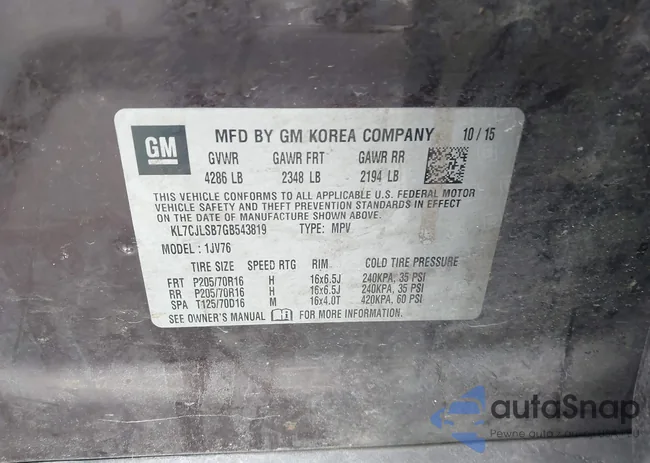 GM
MFD BY GM KOREA COMPANY 10 / 15
GVWR GAWR FRT GAWR RR
4286 LB 2348 LB 2194 LB
THIS VEHICLE CONFORMS TO ALL APPLICABLE U.S. FEDERAL MOTOR
VEHICLE SAFETY AND THEFT PREVENTION STANDARDS IN EFFECT
ON THE DATE OF MANUFACTURE SHOWN ABOVE.
KL7CJLSB7GB543819 TYPE: MPV
MODEL: 1JV76
TIRE SIZE SPEED RTG RIM COLD TIRE PRESSURE
FRT P205/70R16 H 16x6.5J 240KPA, 35 PSI
RR P205/70R16 H 16x6.5J 240KPA, 35 PSI
SPA T125/70D16 M 16x4.0T 420KPA, 60 PSI
SEE OWNER'S MANUAL FOR MORE INFORMATION.
autaSnap
Pewne auto z autaSnap